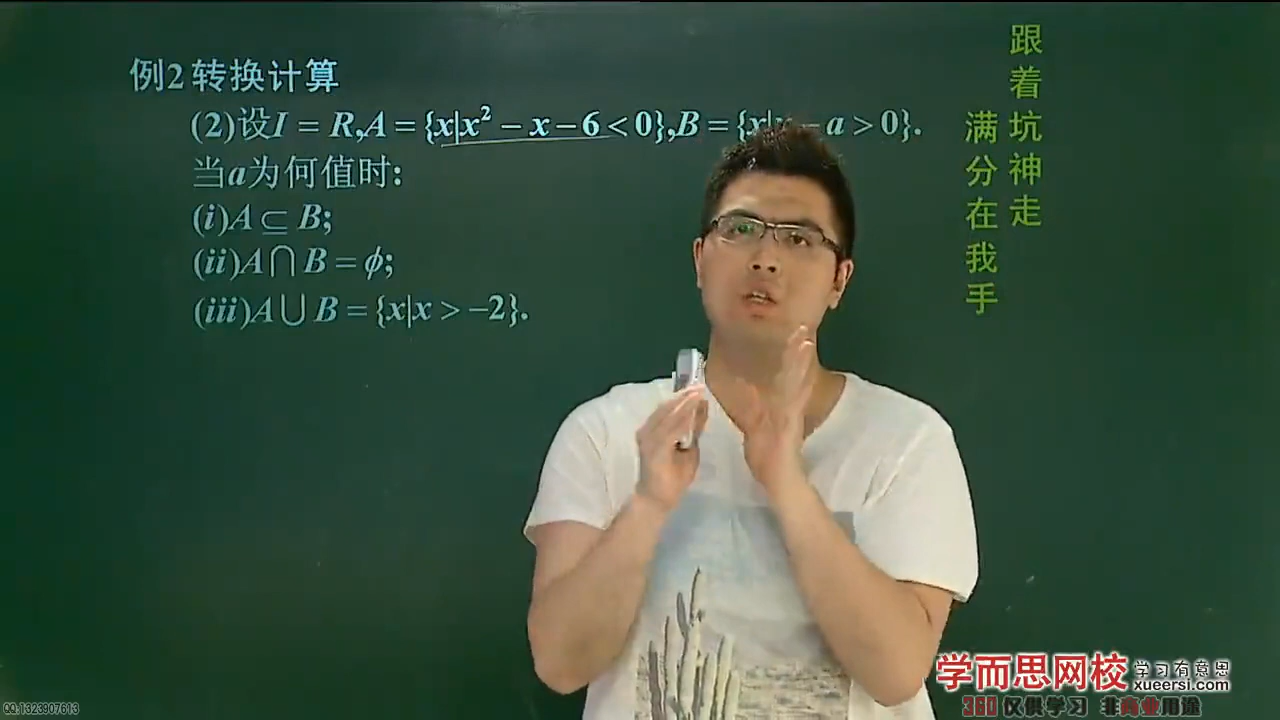 例2 转换计算
(2)设I = R,A = {x|x² − x − 6 < 0},B = {x|x − a > 0}.
当a为何值时:
(i)A ⊆ B;
(ii)A∩B = ϕ;
(iii)A∪B = {x|x > −2}.
跟着坑神走
满分在我手
学而思网校 学习有意思
xueersi.com
360 仅供学习 非商业用途
QQ:1323907613